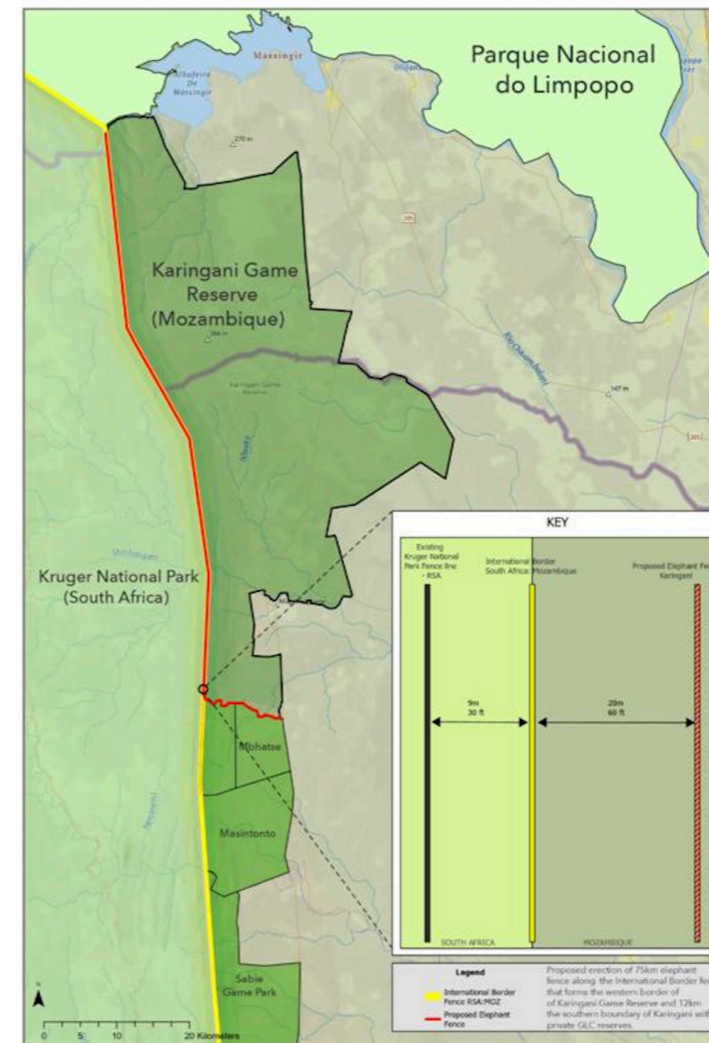 Parque Nacional
do Limpopo
Massingir
Albufeira
De
Massingir
270 m
Karingani Game
Reserve
(Mozambique)
Karingani Game
Reserve
147 m
Kruger National Park
(South Africa)
Mbhatse
Masintonto
Sabie
Game Park
N
0 5 10 20 Kilometers
KEY
Existing
Kruger National
Park Fence line
- RSA
International Border
South Africa: Mozambique
Proposed Elephant Fe
Karingani
9m
30 ft
20m
60 ft
SOUTH AFRICA
MOZAMBIQUE
Legend
International Border
Fence RSA:MOZ
Proposed Elephant
Fence
Proposed erection of 75km elephant
fence along the International Border fe
that forms the western border of
of Karingani Game Reserve and 12km
the southern boundary of Karingani with
private GLC reserves.